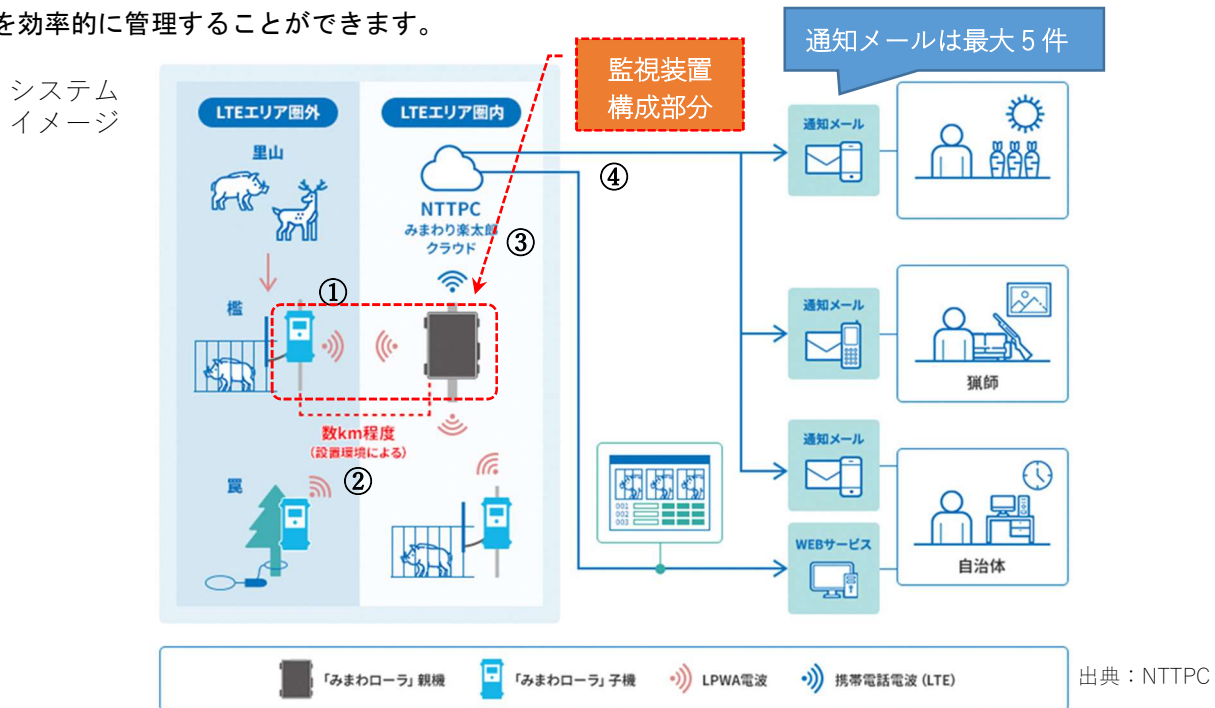 を効率的に管理することができます。
システム
イメージ
LTEエリア圏外
LTEエリア圏内
監視装置
構成部分
通知メールは最大5件
里山
NTTPC
みまわり楽太郎
クラウド
①
②
③
④
檻
数km程度
(設置環境による)
罠
通知メール
通知メール
猟師
通知メール
001
002
003
WEBサービス
自治体
「みまわローラ」親機
「みまわローラ」子機
LPWA電波
携帯電話電波(LTE)
出典：NTTPC